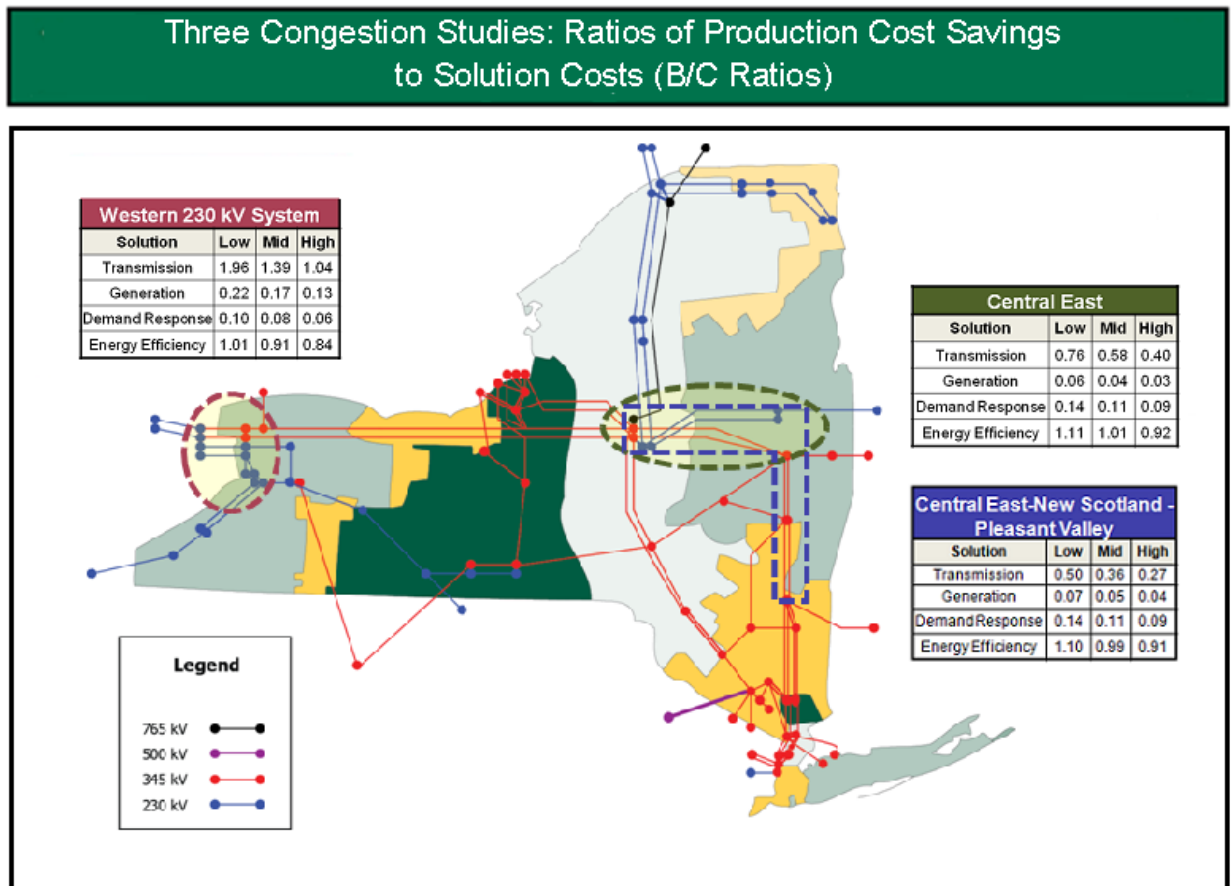 Three Congestion Studies: Ratios of Production Cost Savings
to Solution Costs (B/C Ratios)
Western 230 kV System
Solution Low Mid High
Transmission 1.96 1.39 1.04
Generation 0.22 0.17 0.13
Demand Response 0.10 0.08 0.06
Energy Efficiency 1.01 0.91 0.84
Central East
Solution Low Mid High
Transmission 0.76 0.58 0.40
Generation 0.06 0.04 0.03
Demand Response 0.14 0.11 0.09
Energy Efficiency 1.11 1.01 0.92
Central East-New Scotland -
Pleasant Valley
Solution Low Mid High
Transmission 0.50 0.36 0.27
Generation 0.07 0.05 0.04
Demand Response 0.14 0.11 0.09
Energy Efficiency 1.10 0.99 0.91
Legend
765 kV
500 kV
345 kV
230 kV